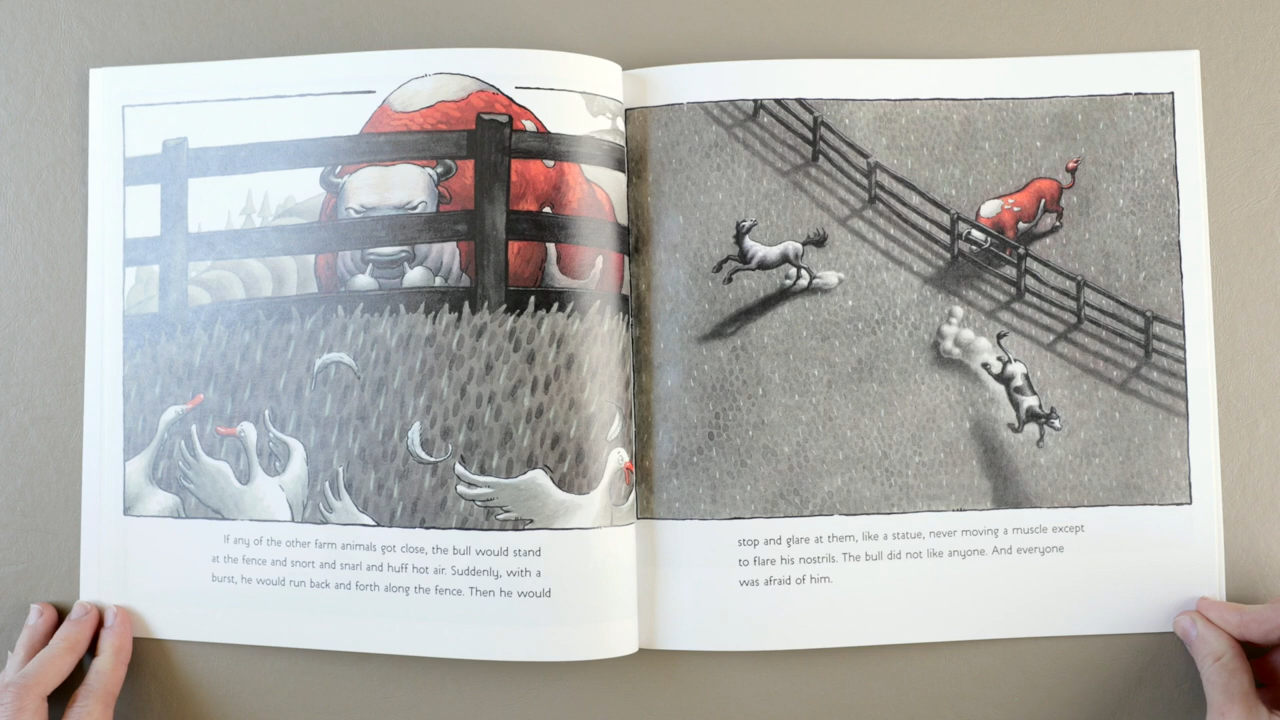 If any of the other farm animals got close, the bull would stand
at the fence and snort and snarl and huff hot air. Suddenly, with a
burst, he would run back and forth along the fence. Then he would
stop and glare at them, like a statue, never moving a muscle except
to flare his nostrils. The bull did not like anyone. And everyone
was afraid of him.